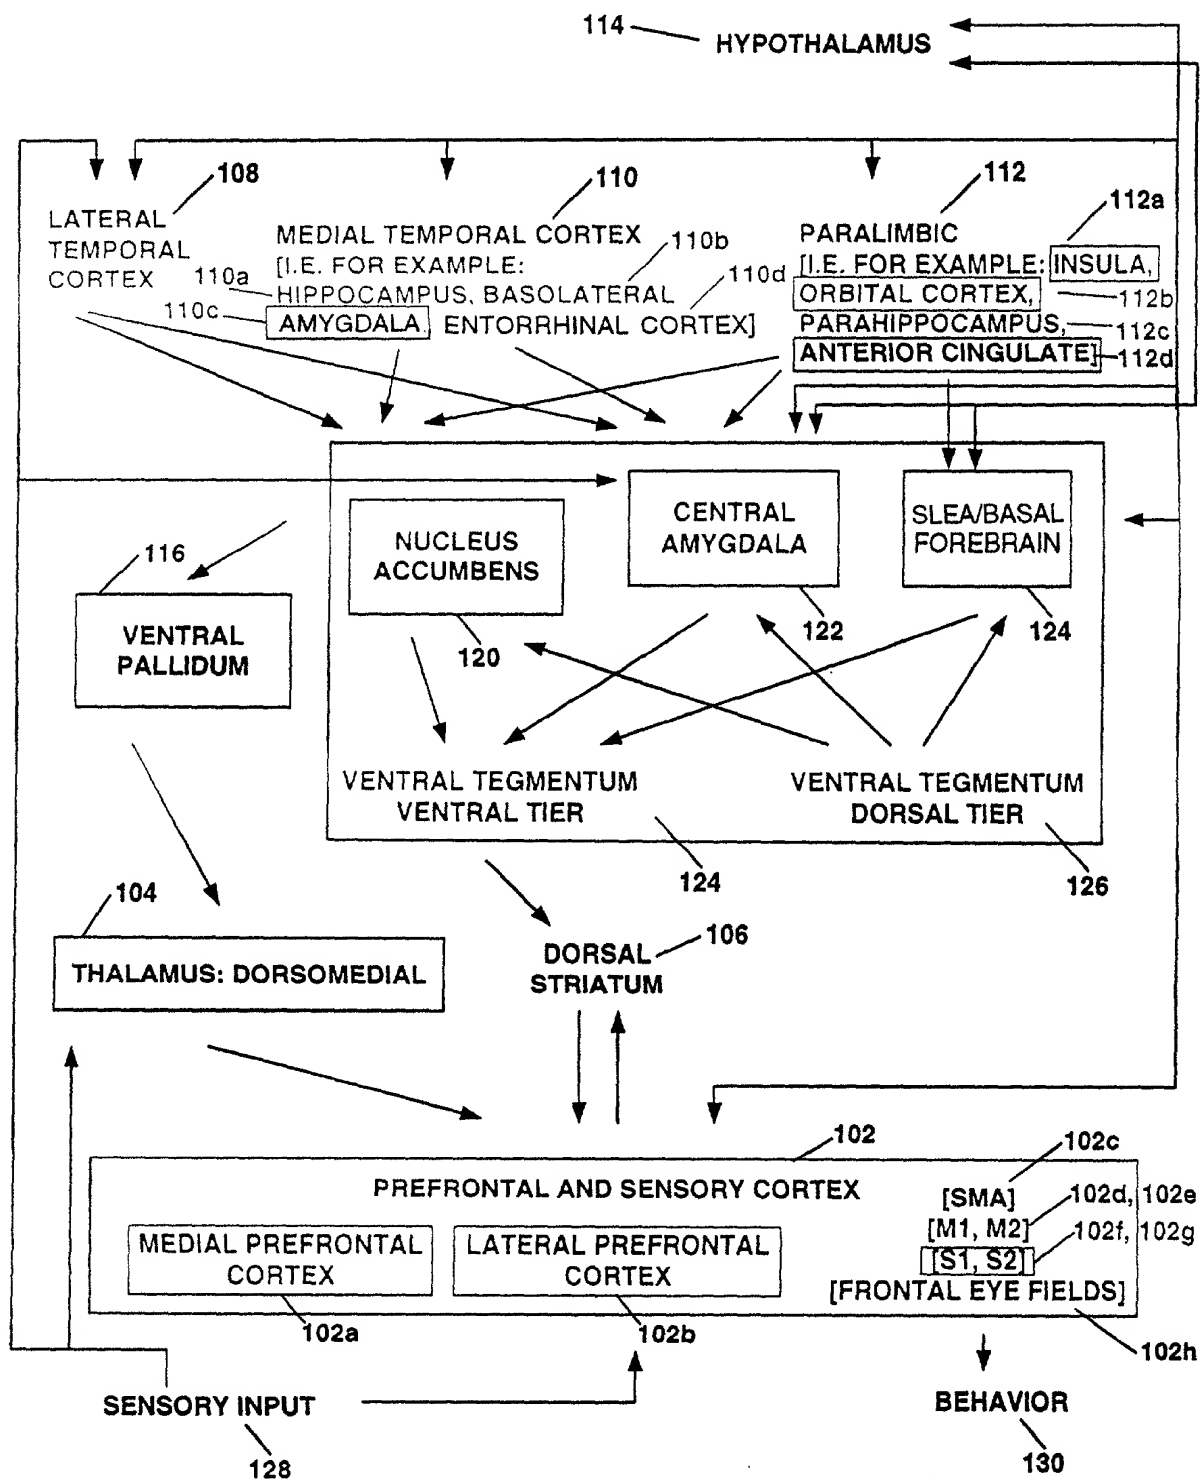 114
HYPOTHALAMUS
108
110
112
112a
LATERAL
TEMPORAL
CORTEX
MEDIAL TEMPORAL CORTEX
[I.E. FOR EXAMPLE:
110b
110a
HIPPOCAMPUS, BASOLATERAL
110d
110c
AMYGDALA ENTORRHINAL CORTEX]
PARALIMBIC
[I.E. FOR EXAMPLE: INSULA,
ORBITAL CORTEX,
112b
PARAHIPPOCAMPUS,
112c
ANTERIOR CINGULATE]
112d
NUCLEUS
ACCUMBENS
120
CENTRAL
AMYGDALA
122
SLEA/BASAL
FOREBRAIN
124
116
VENTRAL
PALLIDUM
VENTRAL TEGMENTUM
VENTRAL TIER
124
VENTRAL TEGMENTUM
DORSAL TIER
126
104
THALAMUS: DORSOMEDIAL
106
DORSAL
STRIATUM
102
PREFRONTAL AND SENSORY CORTEX
102c
[SMA]
102d, 102e
[M1, M2]
102f, 102g
[S1, S2]
[FRONTAL EYE FIELDS]
102h
MEDIAL PREFRONTAL
CORTEX
102a
LATERAL PREFRONTAL
CORTEX
102b
SENSORY INPUT
128
BEHAVIOR
130